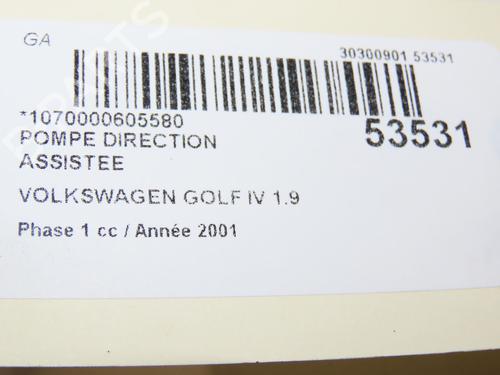 GA
30300901 53531
*1070000605580
53531
POMPE DIRECTION
ASSISTEE
VOLKSWAGEN GOLF IV 1.9
Phase 1 cc / Année 2001